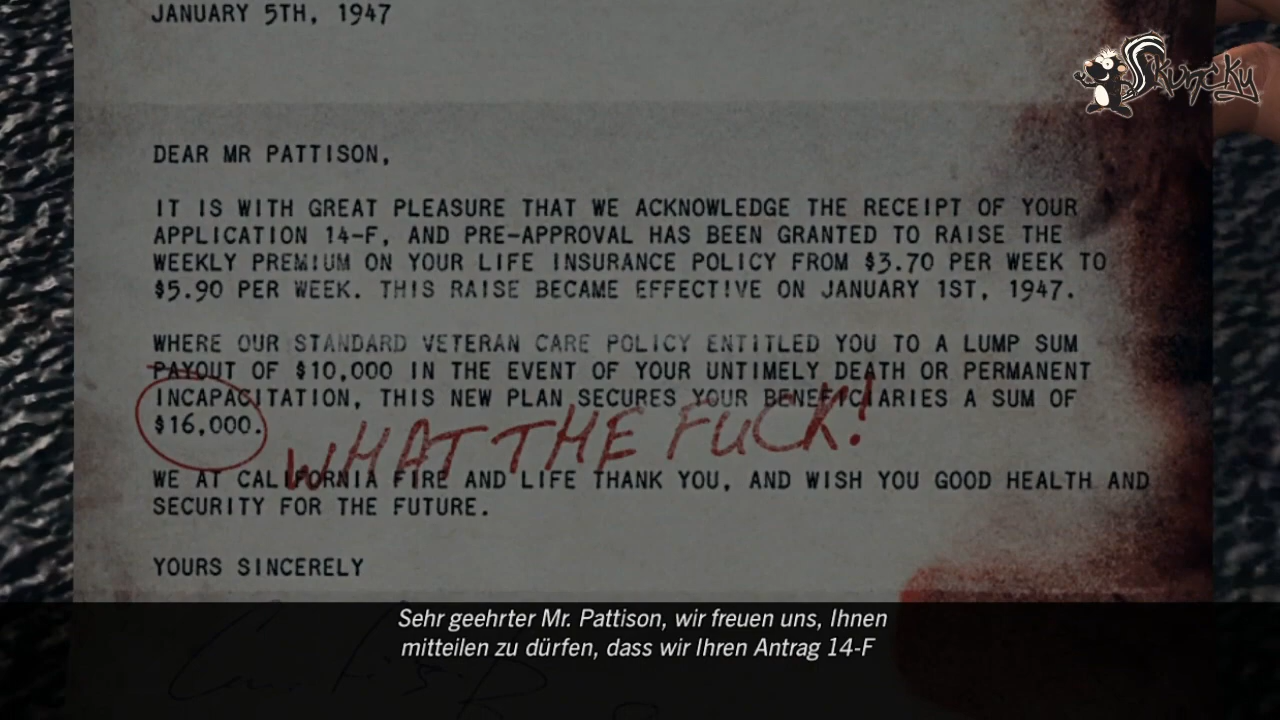 JANUARY 5TH, 1947
Skuncky
DEAR MR PATTISON,
IT IS WITH GREAT PLEASURE THAT WE ACKNOWLEDGE THE RECEIPT OF YOUR
APPLICATION 14-F, AND PRE-APPROVAL HAS BEEN GRANTED TO RAISE THE
WEEKLY PREMIUM ON YOUR LIFE INSURANCE POLICY FROM $3.70 PER WEEK TO
$5.90 PER WEEK. THIS RAISE BECAME EFFECTIVE ON JANUARY 1ST, 1947.
WHERE OUR STANDARD VETERAN CARE POLICY ENTITLED YOU TO A LUMP SUM
PAYOUT OF $10,000 IN THE EVENT OF YOUR UNTIMELY DEATH OR PERMANENT
INCAPACITATION, THIS NEW PLAN SECURES YOUR BENEFICIARIES A SUM OF
$16,000.
WHAT THE FUCK!
WE AT CALIFORNIA FIRE AND LIFE THANK YOU, AND WISH YOU GOOD HEALTH AND
SECURITY FOR THE FUTURE.
YOURS SINCERELY
Sehr geehrter Mr. Pattison, wir freuen uns, Ihnen
mitteilen zu dürfen, dass wir Ihren Antrag 14-F